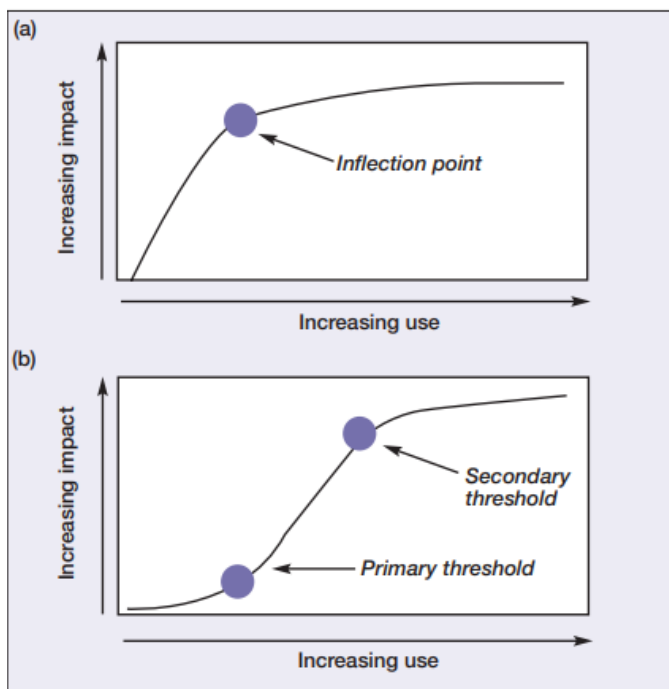 (a)
Increasing impact
Inflection point
Increasing use
(b)
Increasing impact
Secondary
threshold
Primary threshold
Increasing use